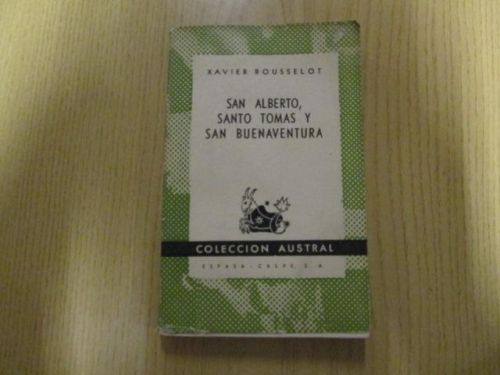 XAVIER ROUSSELOT
SAN ALBERTO,
SANTO TOMAS Y
SAN BUENAVENTURA
COLECCION AUSTRAL
ESPASA - CALPE, S. A.